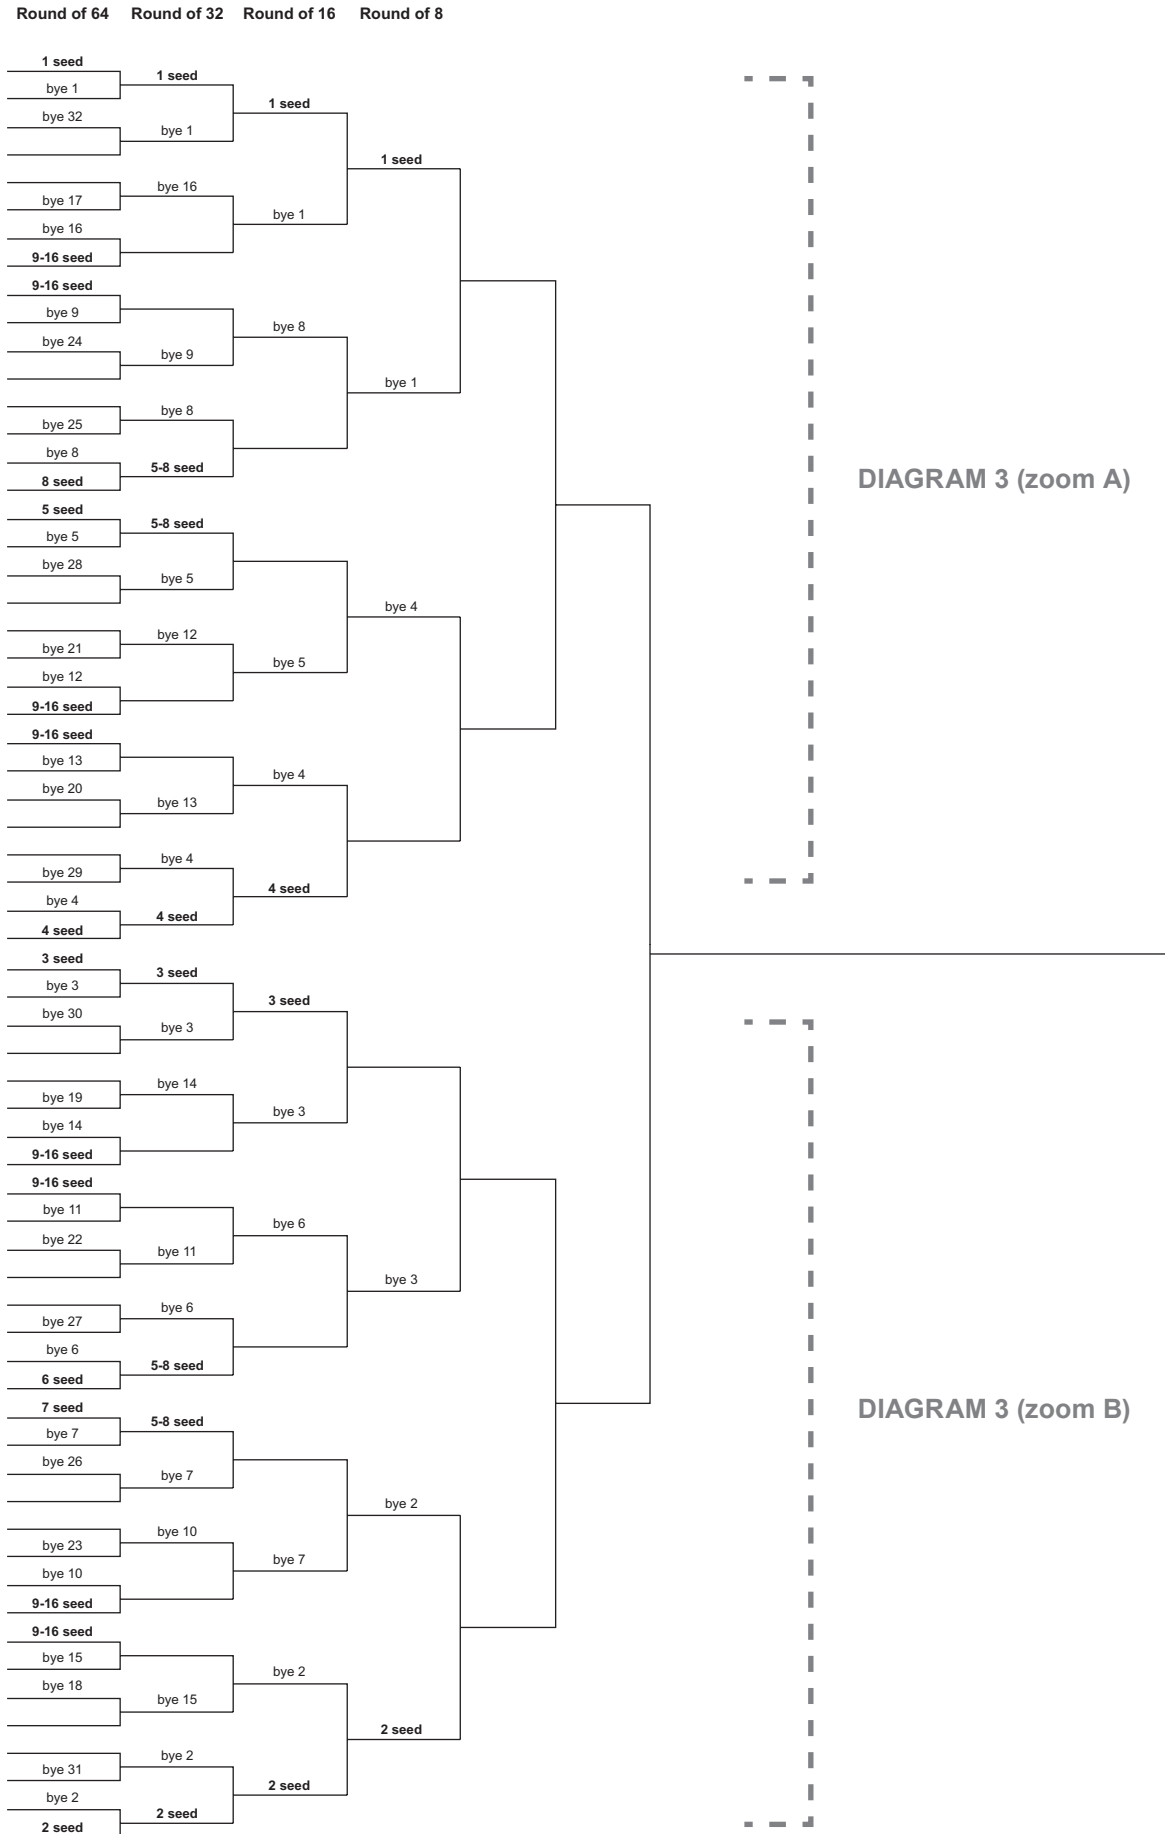 Round of 64 Round of 32 Round of 16 Round of 8
1 seed
1 seed
bye 1
1 seed
bye 32
bye 1
1 seed
bye 16
bye 17
bye 1
bye 16
9-16 seed
9-16 seed
bye 9
bye 8
bye 24
bye 9
bye 1
bye 8
bye 25
bye 8
5-8 seed
8 seed
DIAGRAM 3 (zoom A)
5 seed
5-8 seed
bye 5
bye 28
bye 5
bye 4
bye 12
bye 21
bye 5
bye 12
9-16 seed
9-16 seed
bye 13
bye 4
bye 20
bye 13
bye 4
bye 29
4 seed
bye 4
4 seed
4 seed
3 seed
3 seed
bye 3
3 seed
bye 30
bye 3
bye 14
bye 19
bye 3
bye 14
9-16 seed
9-16 seed
bye 11
bye 6
bye 22
bye 11
bye 3
bye 6
bye 27
bye 6
5-8 seed
6 seed
7 seed
DIAGRAM 3 (zoom B)
5-8 seed
bye 7
bye 26
bye 7
bye 2
bye 10
bye 23
bye 7
bye 10
9-16 seed
9-16 seed
bye 15
bye 2
bye 18
bye 15
2 seed
bye 2
bye 31
2 seed
bye 2
2 seed
2 seed